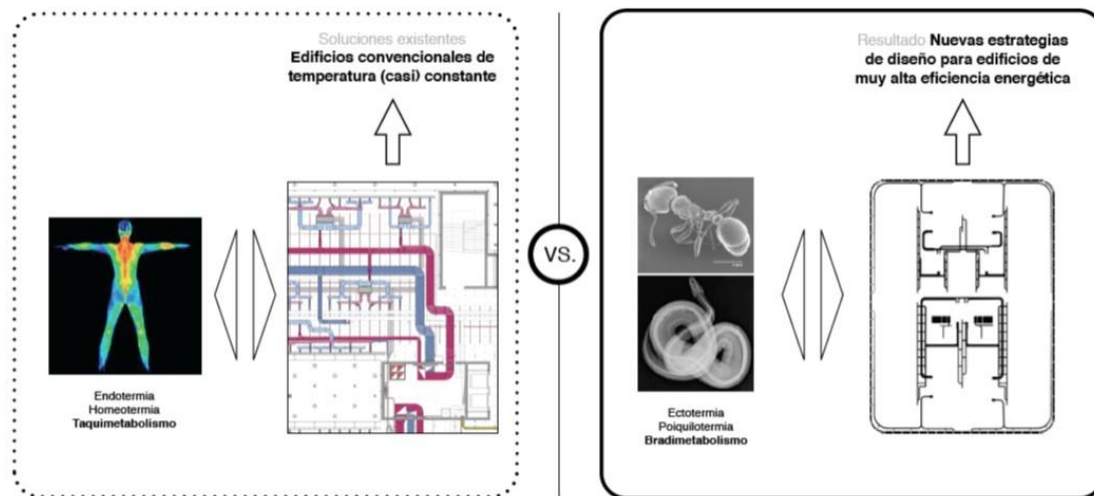 Soluciones existentes
Edificios convencionales de
temperatura (casi) constante
Endotermia
Homeotermia
Taquimetabolismo
VS.
Resultado Nuevas estrategias
de diseño para edificios de
muy alta eficiencia energética
Ectotermia
Poiquilotermia
Bradimetabolismo